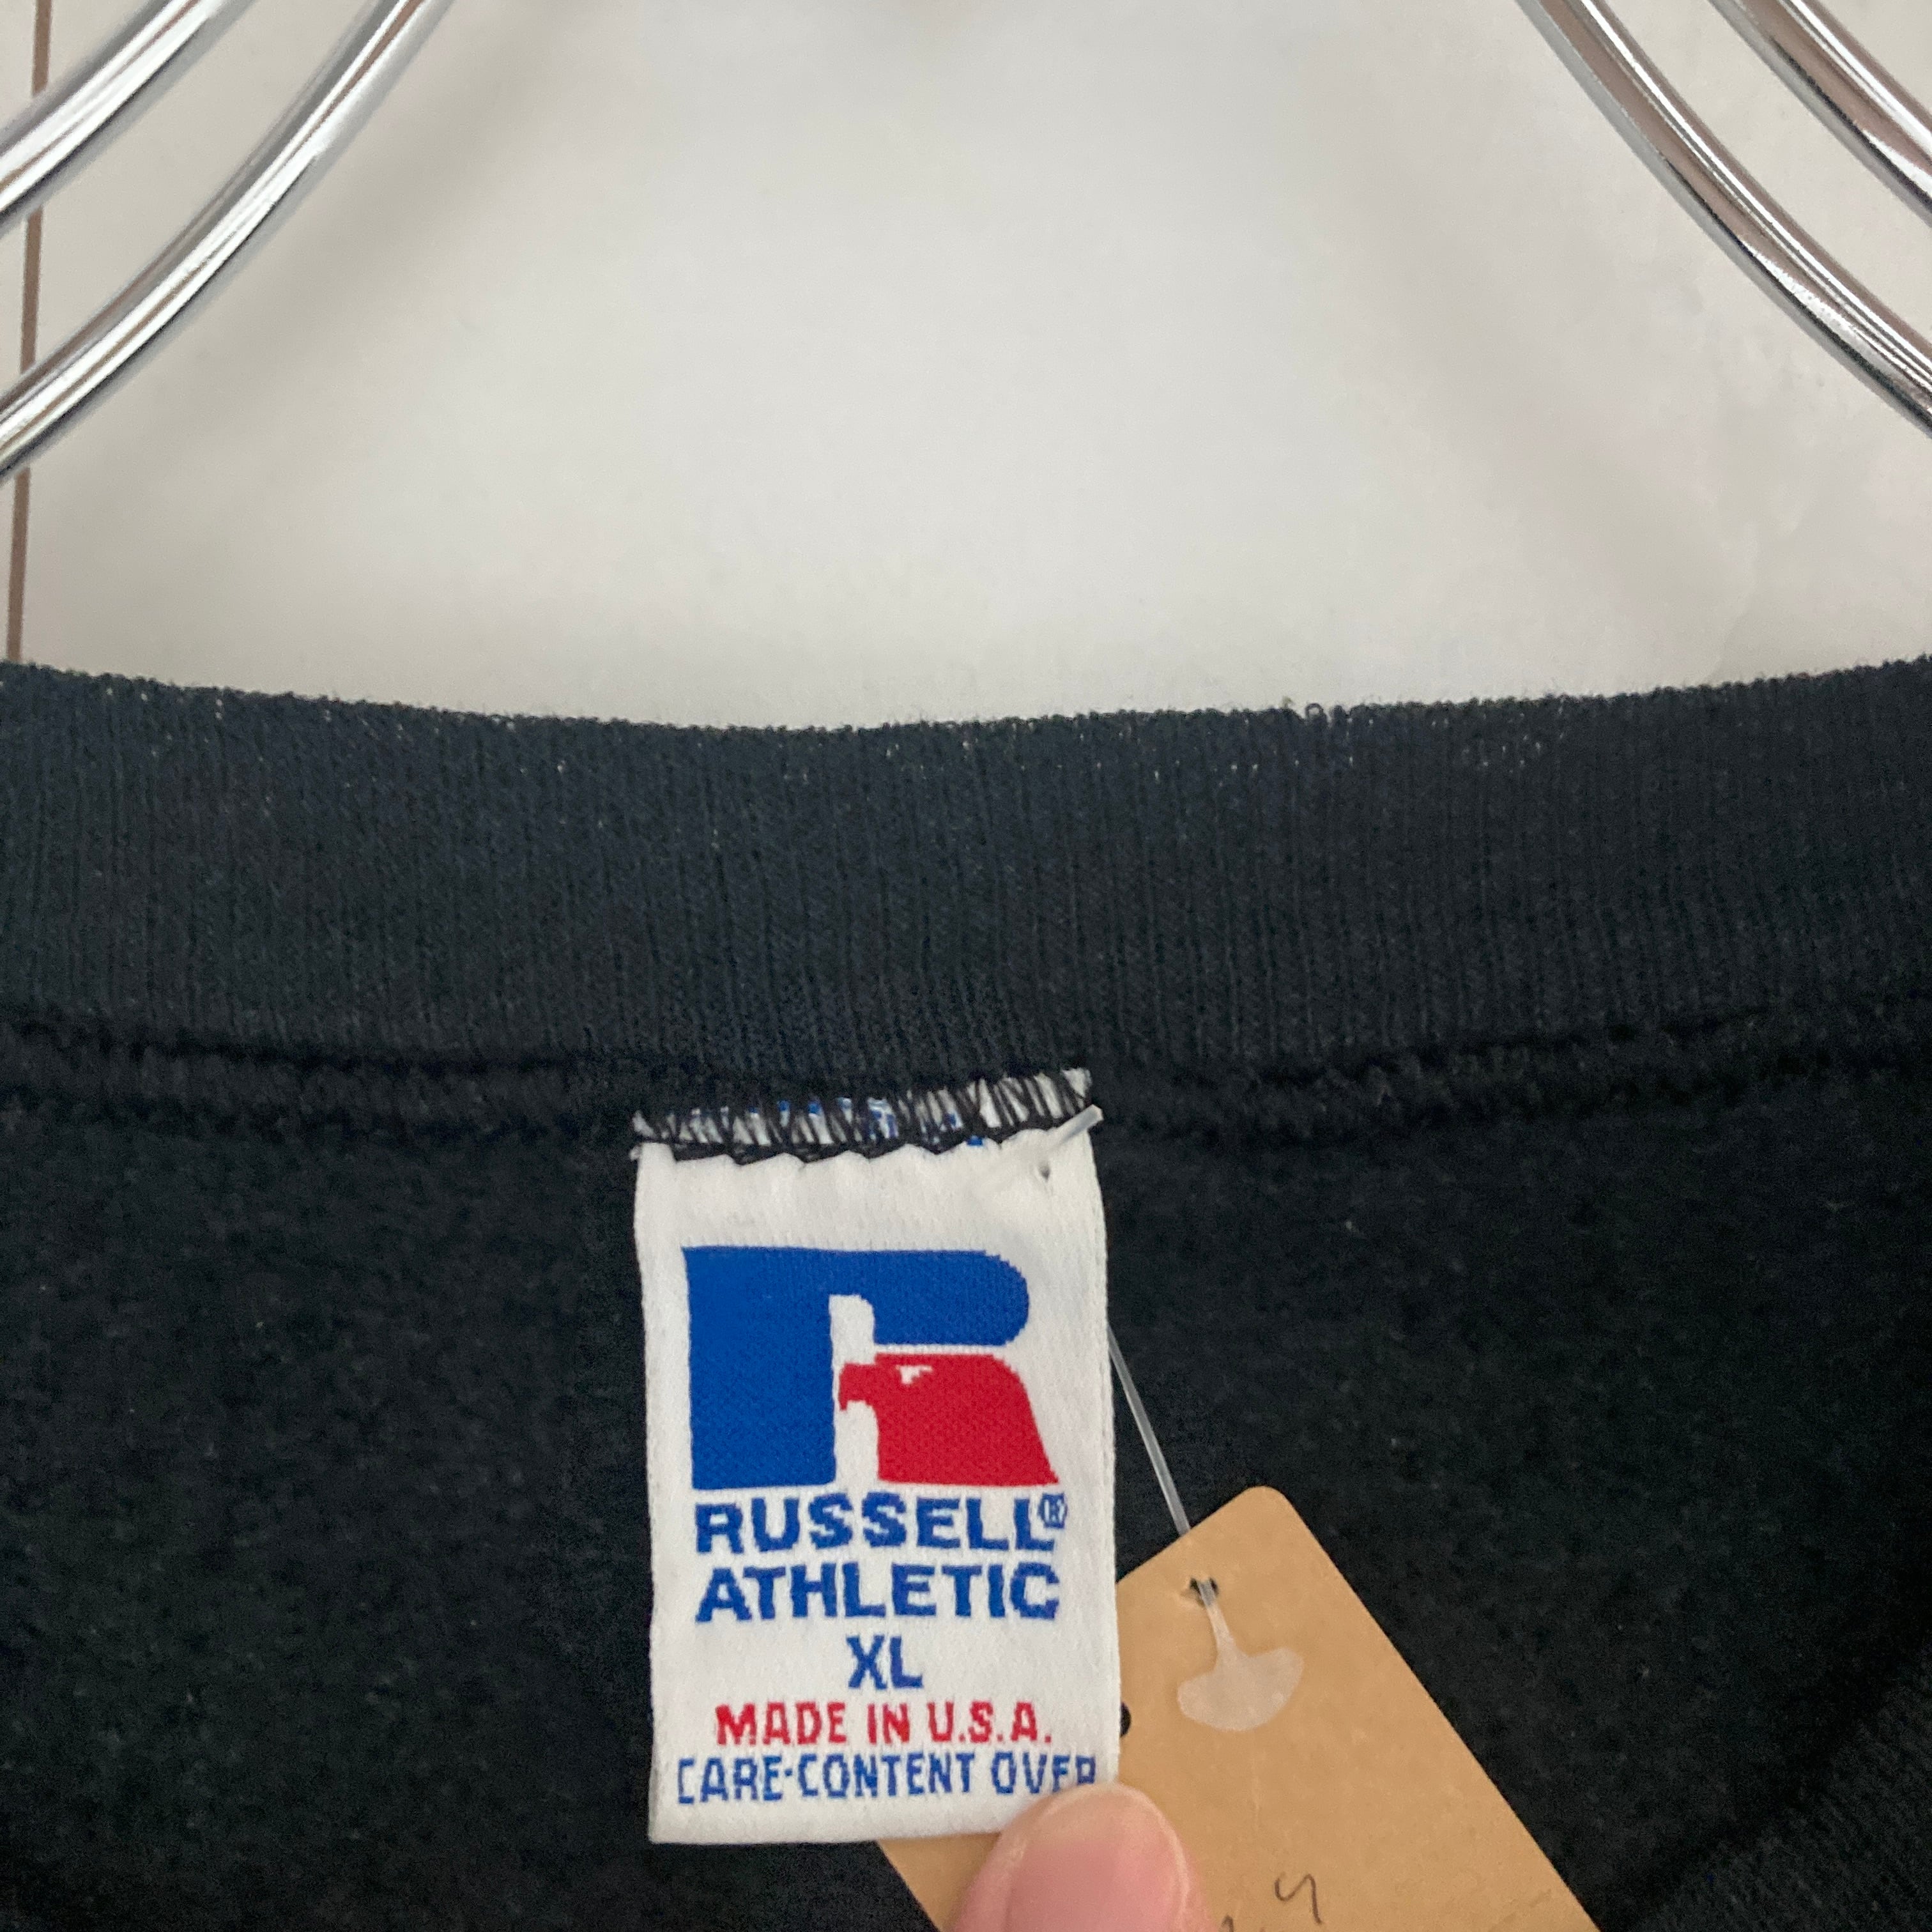 RUSSELL®
ATHLETIC
XL
MADE IN U.S.A.
CARE-CONTENT OVER